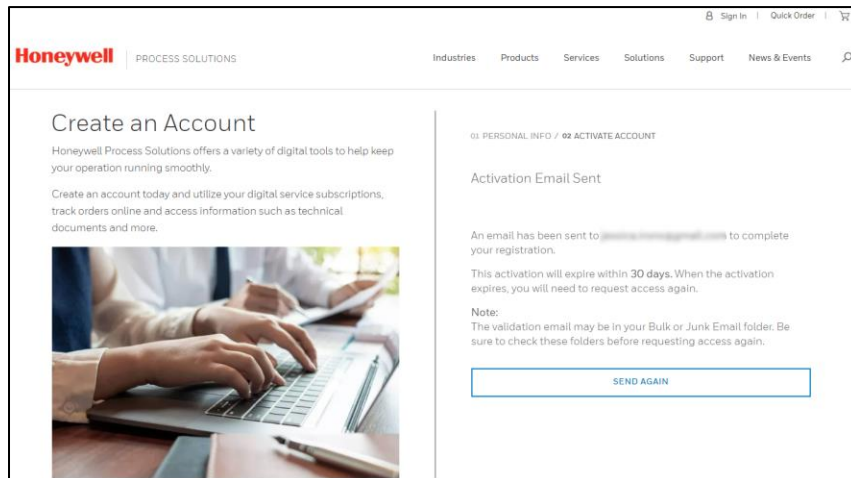 Sign In | Quick Order |
Honeywell | PROCESS SOLUTIONS
Industries Products Services Solutions Support News & Events
Create an Account
Honeywell Process Solutions offers a variety of digital tools to help keep
your operation running smoothly.
Create an account today and utilize your digital service subscriptions,
track orders online and access information such as technical
documents and more.
01 PERSONAL INFO / 02 ACTIVATE ACCOUNT
Activation Email Sent
An email has been sent to to complete
your registration.
This activation will expire within 30 days. When the activation
expires, you will need to request access again.
Note:
The validation email may be in your Bulk or Junk Email folder. Be
sure to check these folders before requesting access again.
SEND AGAIN